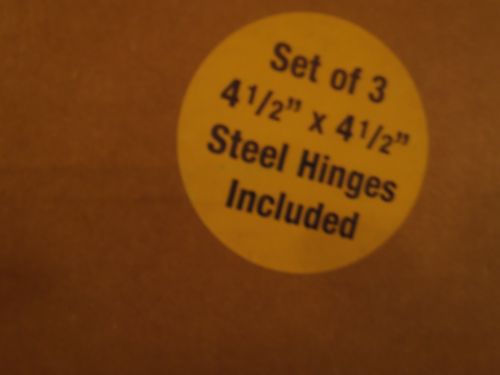 Set of 3
4 1/2" x 4 1/2"
Steel Hinges
Included